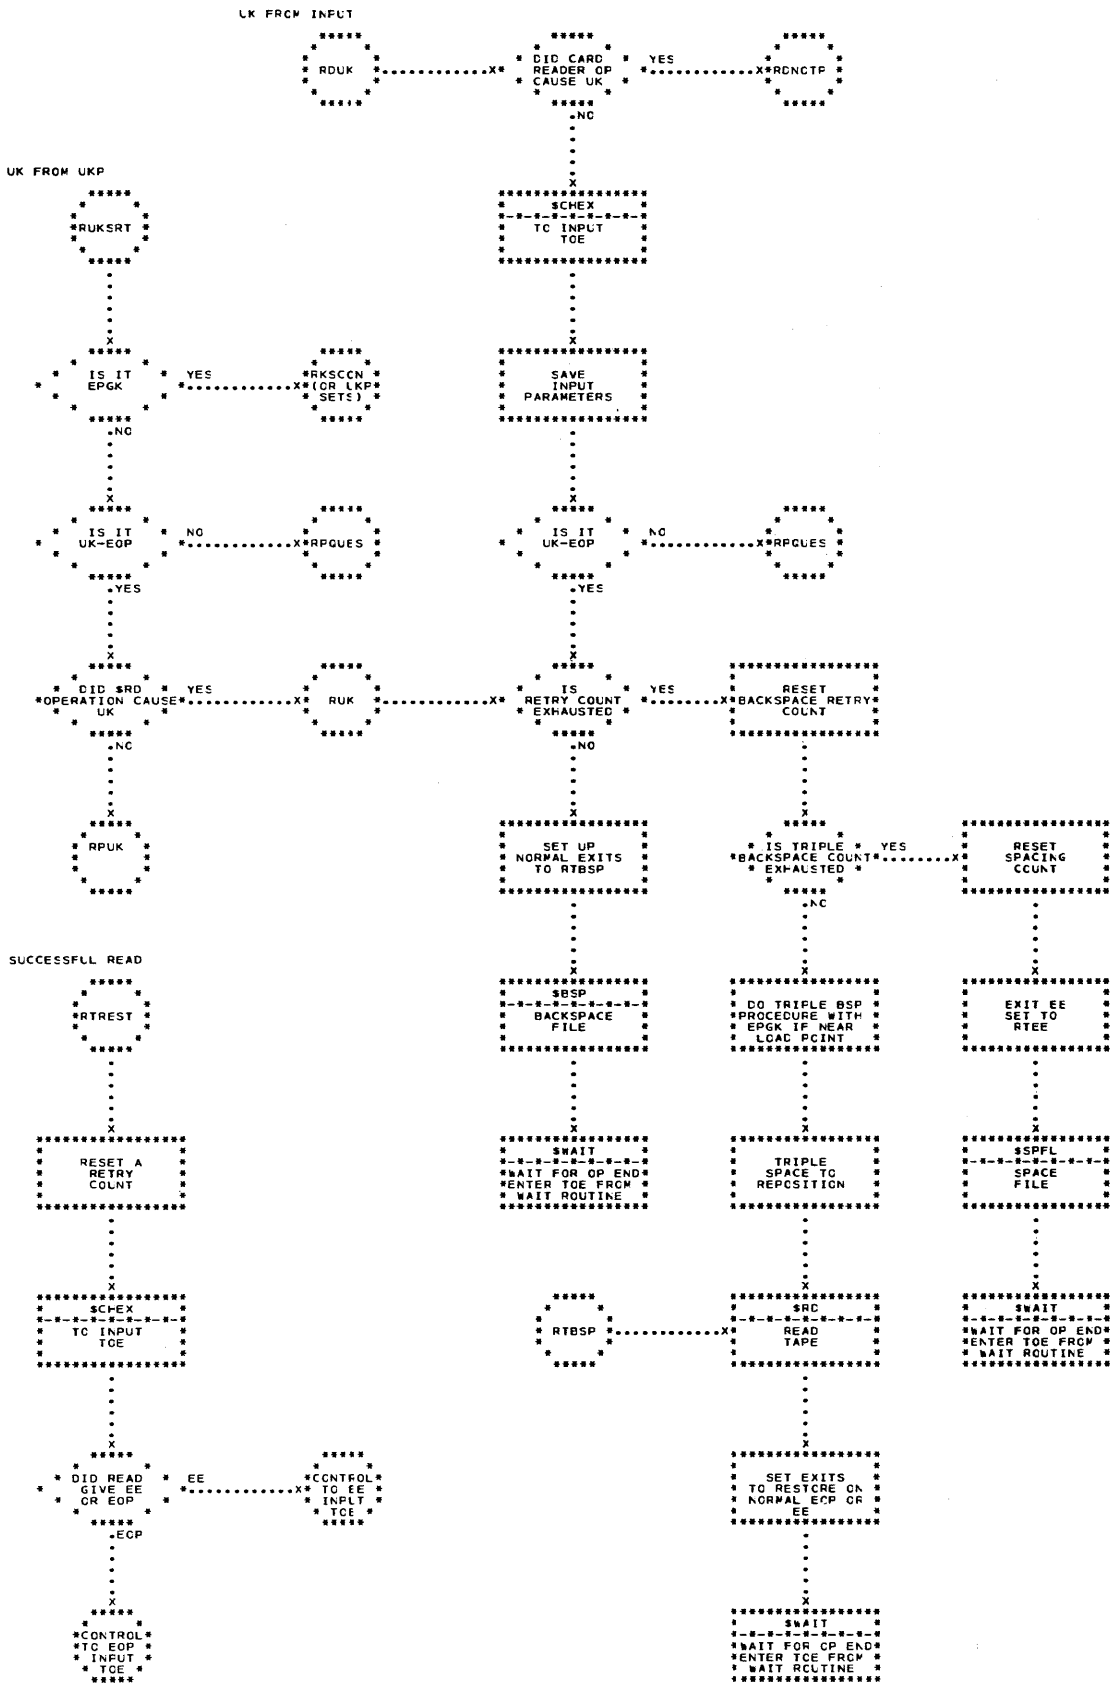 UK FROM INPUT
RDUK
DID CARD
READER OP
CAUSE UK
YES
RDNCTP
NO
UK FROM UKP
RUKSRT
$CHEX
TO INPUT
TOE
IS IT
EPGK
YES
RKSCCN
(OR UKP
SETS)
SAVE
INPUT
PARAMETERS
NO
IS IT
UK-EOP
NO
RPQUES
IS IT
UK-EOP
NO
RPQUES
YES
YES
DID $RD
OPERATION CAUSE
UK
YES
RUK
IS
RETRY COUNT
EXHAUSTED
YES
RESET
BACKSPACE RETRY
COUNT
NO
NO
RPUK
SET UP
NORMAL EXITS
TO RTBSP
IS TRIPLE
BACKSPACE COUNT
EXHAUSTED
YES
RESET
SPACING
COUNT
NO
SUCCESSFUL READ
RTREST
$BSP
BACKSPACE
FILE
DO TRIPLE BSP
PROCEDURE WITH
EPGK IF NEAR
LOAD POINT
EXIT EE
SET TO
RTEE
RESET A
RETRY
COUNT
$WAIT
WAIT FOR OP END
ENTER TOE FROM
WAIT ROUTINE
TRIPLE
SPACE TO
REPOSITION
$SPFL
SPACE
FILE
$CHEX
TO INPUT
TOE
RTBSP
$RD
READ
TAPE
$WAIT
WAIT FOR OP END
ENTER TOE FROM
WAIT ROUTINE
DID READ
GIVE EE
OR EOP
EE
CONTROL
TO EE
INPUT
TOE
SET EXITS
TO RESTORE ON
NORMAL EOP OR
EE
EOP
CONTROL
TO EOP
INPUT
TOE
$WAIT
WAIT FOR OP END
ENTER TOE FROM
WAIT ROUTINE